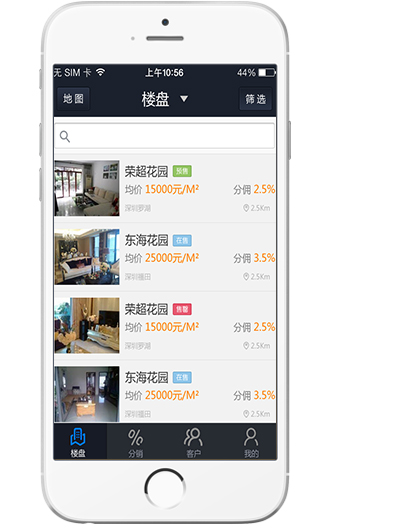 无 SIM 卡 上午10:56 44%
地图 楼盘 筛选
荣超花园 预售
均价 15000元/M² 分佣 2.5%
深圳罗湖 2.5Km
东海花园 在售
均价 25000元/M² 分佣 3.5%
深圳福田 2.5Km
荣超花园 售罄
均价 15000元/M² 分佣 2.5%
深圳罗湖 2.5Km
东海花园 在售
均价 25000元/M² 分佣 3.5%
深圳福田 2.5Km
楼盘 分销 客户 我的